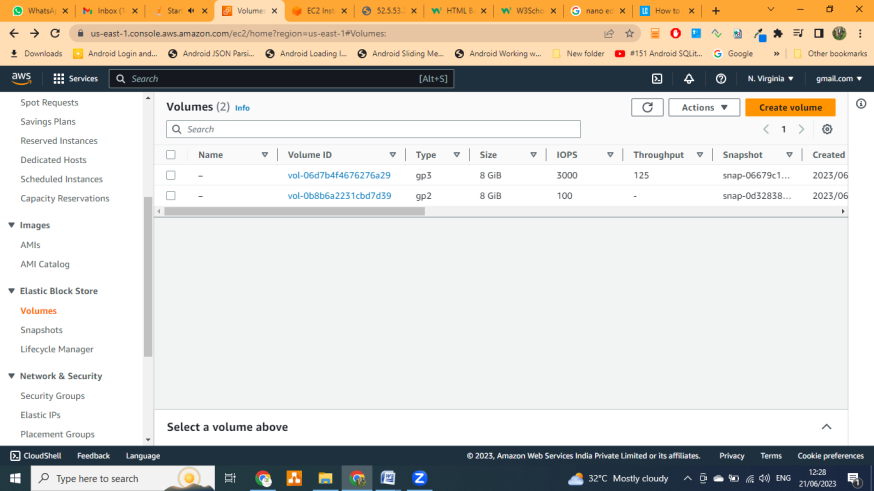 WhatsA
Inbox (1
Star
Volume
EC2 Inst
52.5.53.
HTML B
W3Scho
nano ed
How to
us-east-1.console.aws.amazon.com/ec2/home?region=us-east-1#Volumes:
Downloads
Android Login and...
Android JSON Parsi...
Android Loading I...
Android Sliding Me...
Android Working w...
New folder
#151 Android SQLit...
Google
»
Other bookmarks
aws
Services
Search
[Alt+S]
N. Virginia
gmail.com
Spot Requests
Savings Plans
Reserved Instances
Dedicated Hosts
Scheduled Instances
Capacity Reservations
Images
AMIs
AMI Catalog
Elastic Block Store
Volumes
Snapshots
Lifecycle Manager
Network & Security
Security Groups
Elastic IPs
Placement Groups
Volumes (2) Info
Actions
Create volume
Search
1
Name Volume ID Type Size IOPS Throughput Snapshot Created
– vol-06d7b4f4676276a29 gp3 8 GiB 3000 125 snap-06679c1... 2023/06
– vol-0b8b6a2231cbd7d39 gp2 8 GiB 100 - snap-0d32838... 2023/06
Select a volume above
CloudShell Feedback Language © 2023, Amazon Web Services India Private Limited or its affiliates. Privacy Terms Cookie preferences
Type here to search
32°C Mostly cloudy
ENG
12:28
21/06/2023